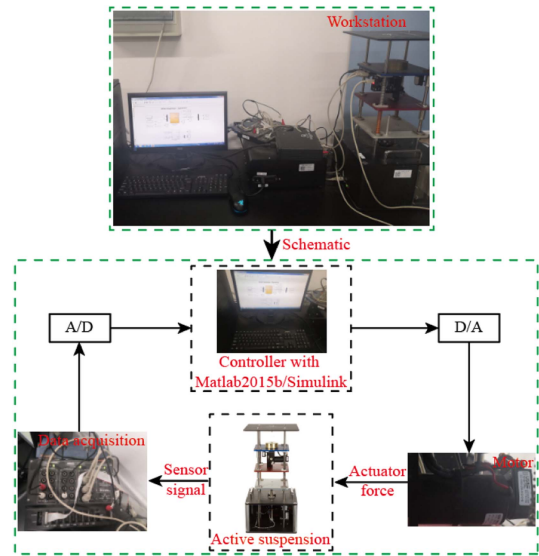 Workstation
Schematic
A/D
D/A
Controller with
Matlab2015b/Simulink
Data acquisition
Sensor
signal
Actuator
force
Motor
Active suspension